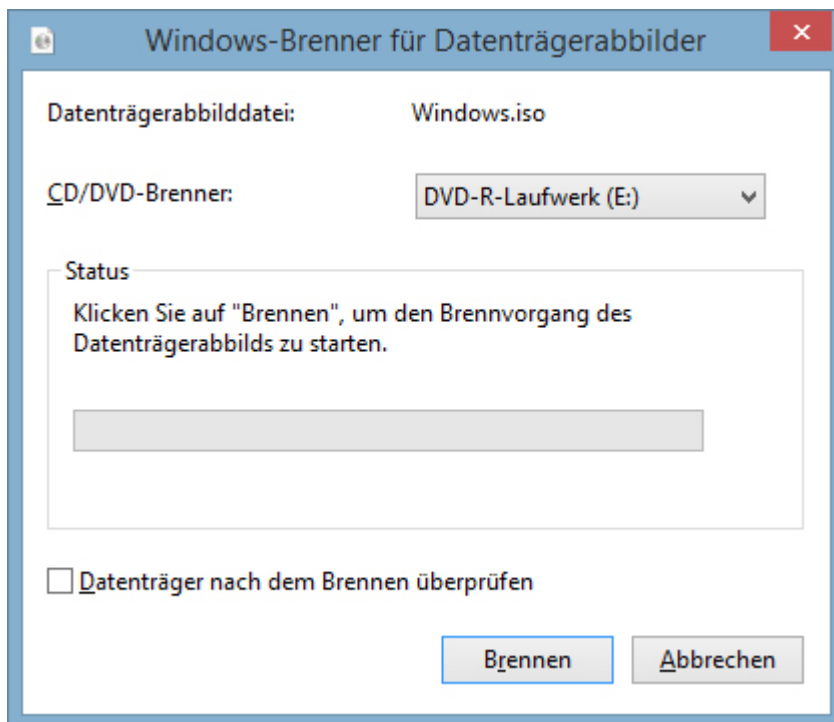 Windows-Brenner für Datenträgerabbilder
Datenträgerabbilddatei: Windows.iso
CD/DVD-Brenner: DVD-R-Laufwerk (E:)
Status
Klicken Sie auf "Brennen", um den Brennvorgang des
Datenträgerabbilds zu starten.
Datenträger nach dem Brennen überprüfen
Brennen Abbrechen